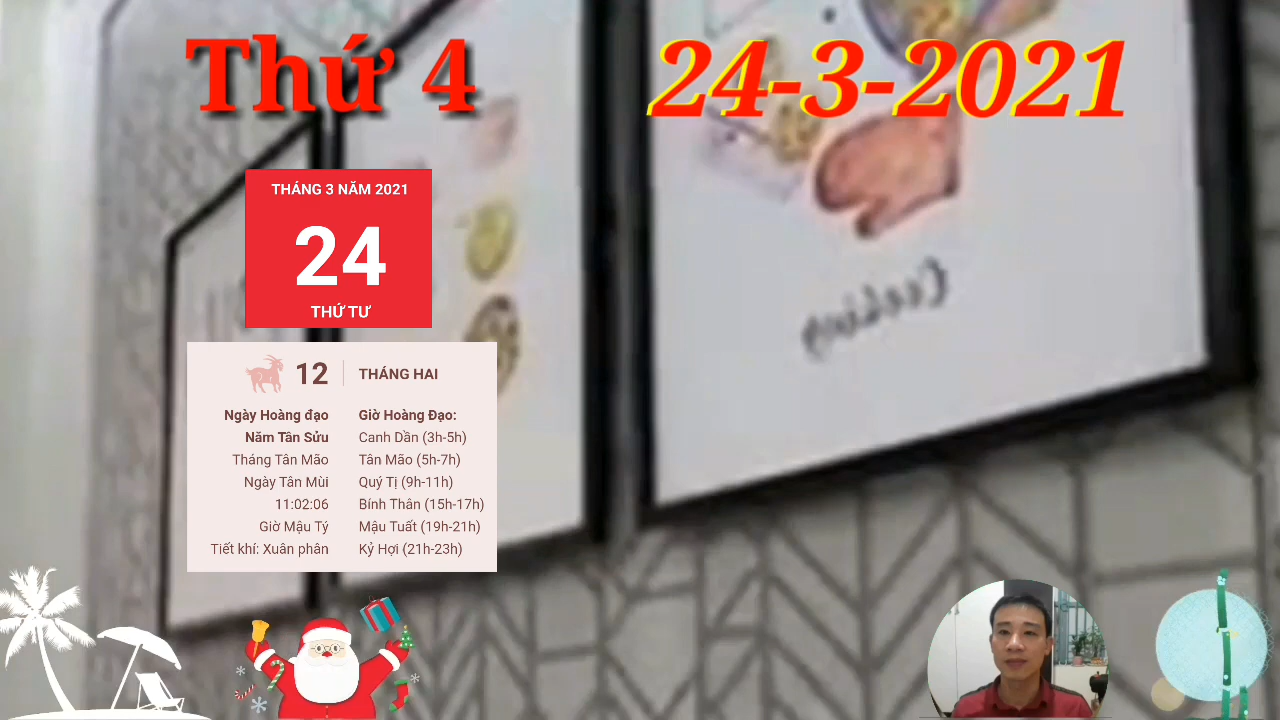 Thứ 4
24-3-2021
THÁNG 3 NĂM 2021
24
THỨ TƯ
12
THÁNG HAI
Ngày Hoàng đạo
Năm Tân Sửu
Tháng Tân Mão
Ngày Tân Mùi
11:02:06
Giờ Mậu Tý
Tiết khí: Xuân phân
Giờ Hoàng Đạo:
Canh Dần (3h-5h)
Tân Mão (5h-7h)
Quý Tị (9h-11h)
Bính Thân (15h-17h)
Mậu Tuất (19h-21h)
Kỷ Hợi (21h-23h)
Cooking